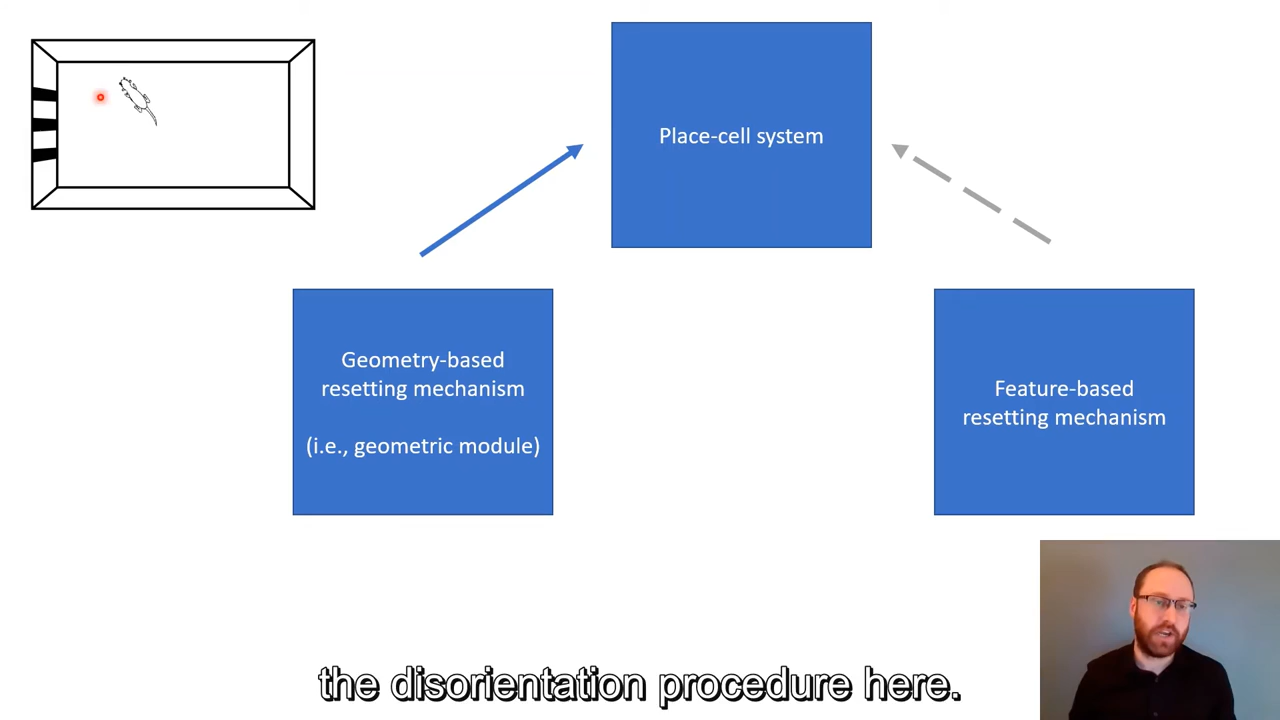 Place-cell system
Geometry-based
resetting mechanism
(i.e., geometric module)
Feature-based
resetting mechanism
the disorientation procedure here.